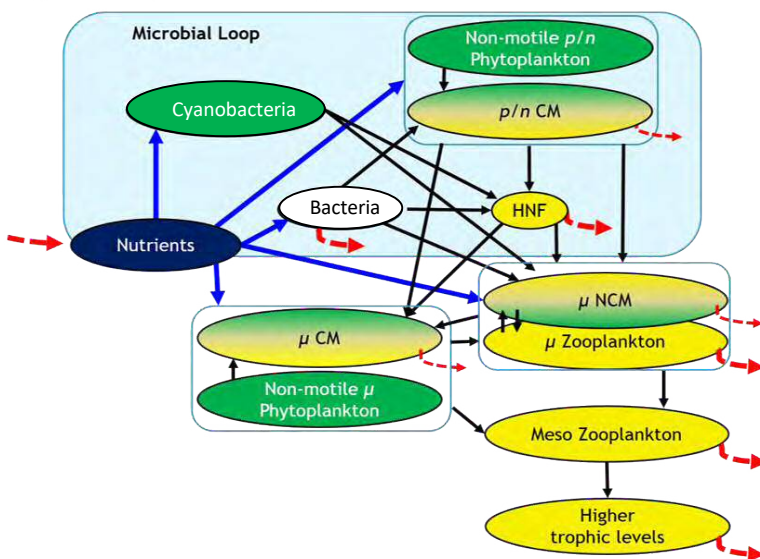 Microbial Loop
Non-motile p/n
Phytoplankton
Cyanobacteria
p/n CM
Bacteria
HNF
Nutrients
μ NCM
μ CM
μ Zooplankton
Non-motile μ
Phytoplankton
Meso Zooplankton
Higher
trophic levels